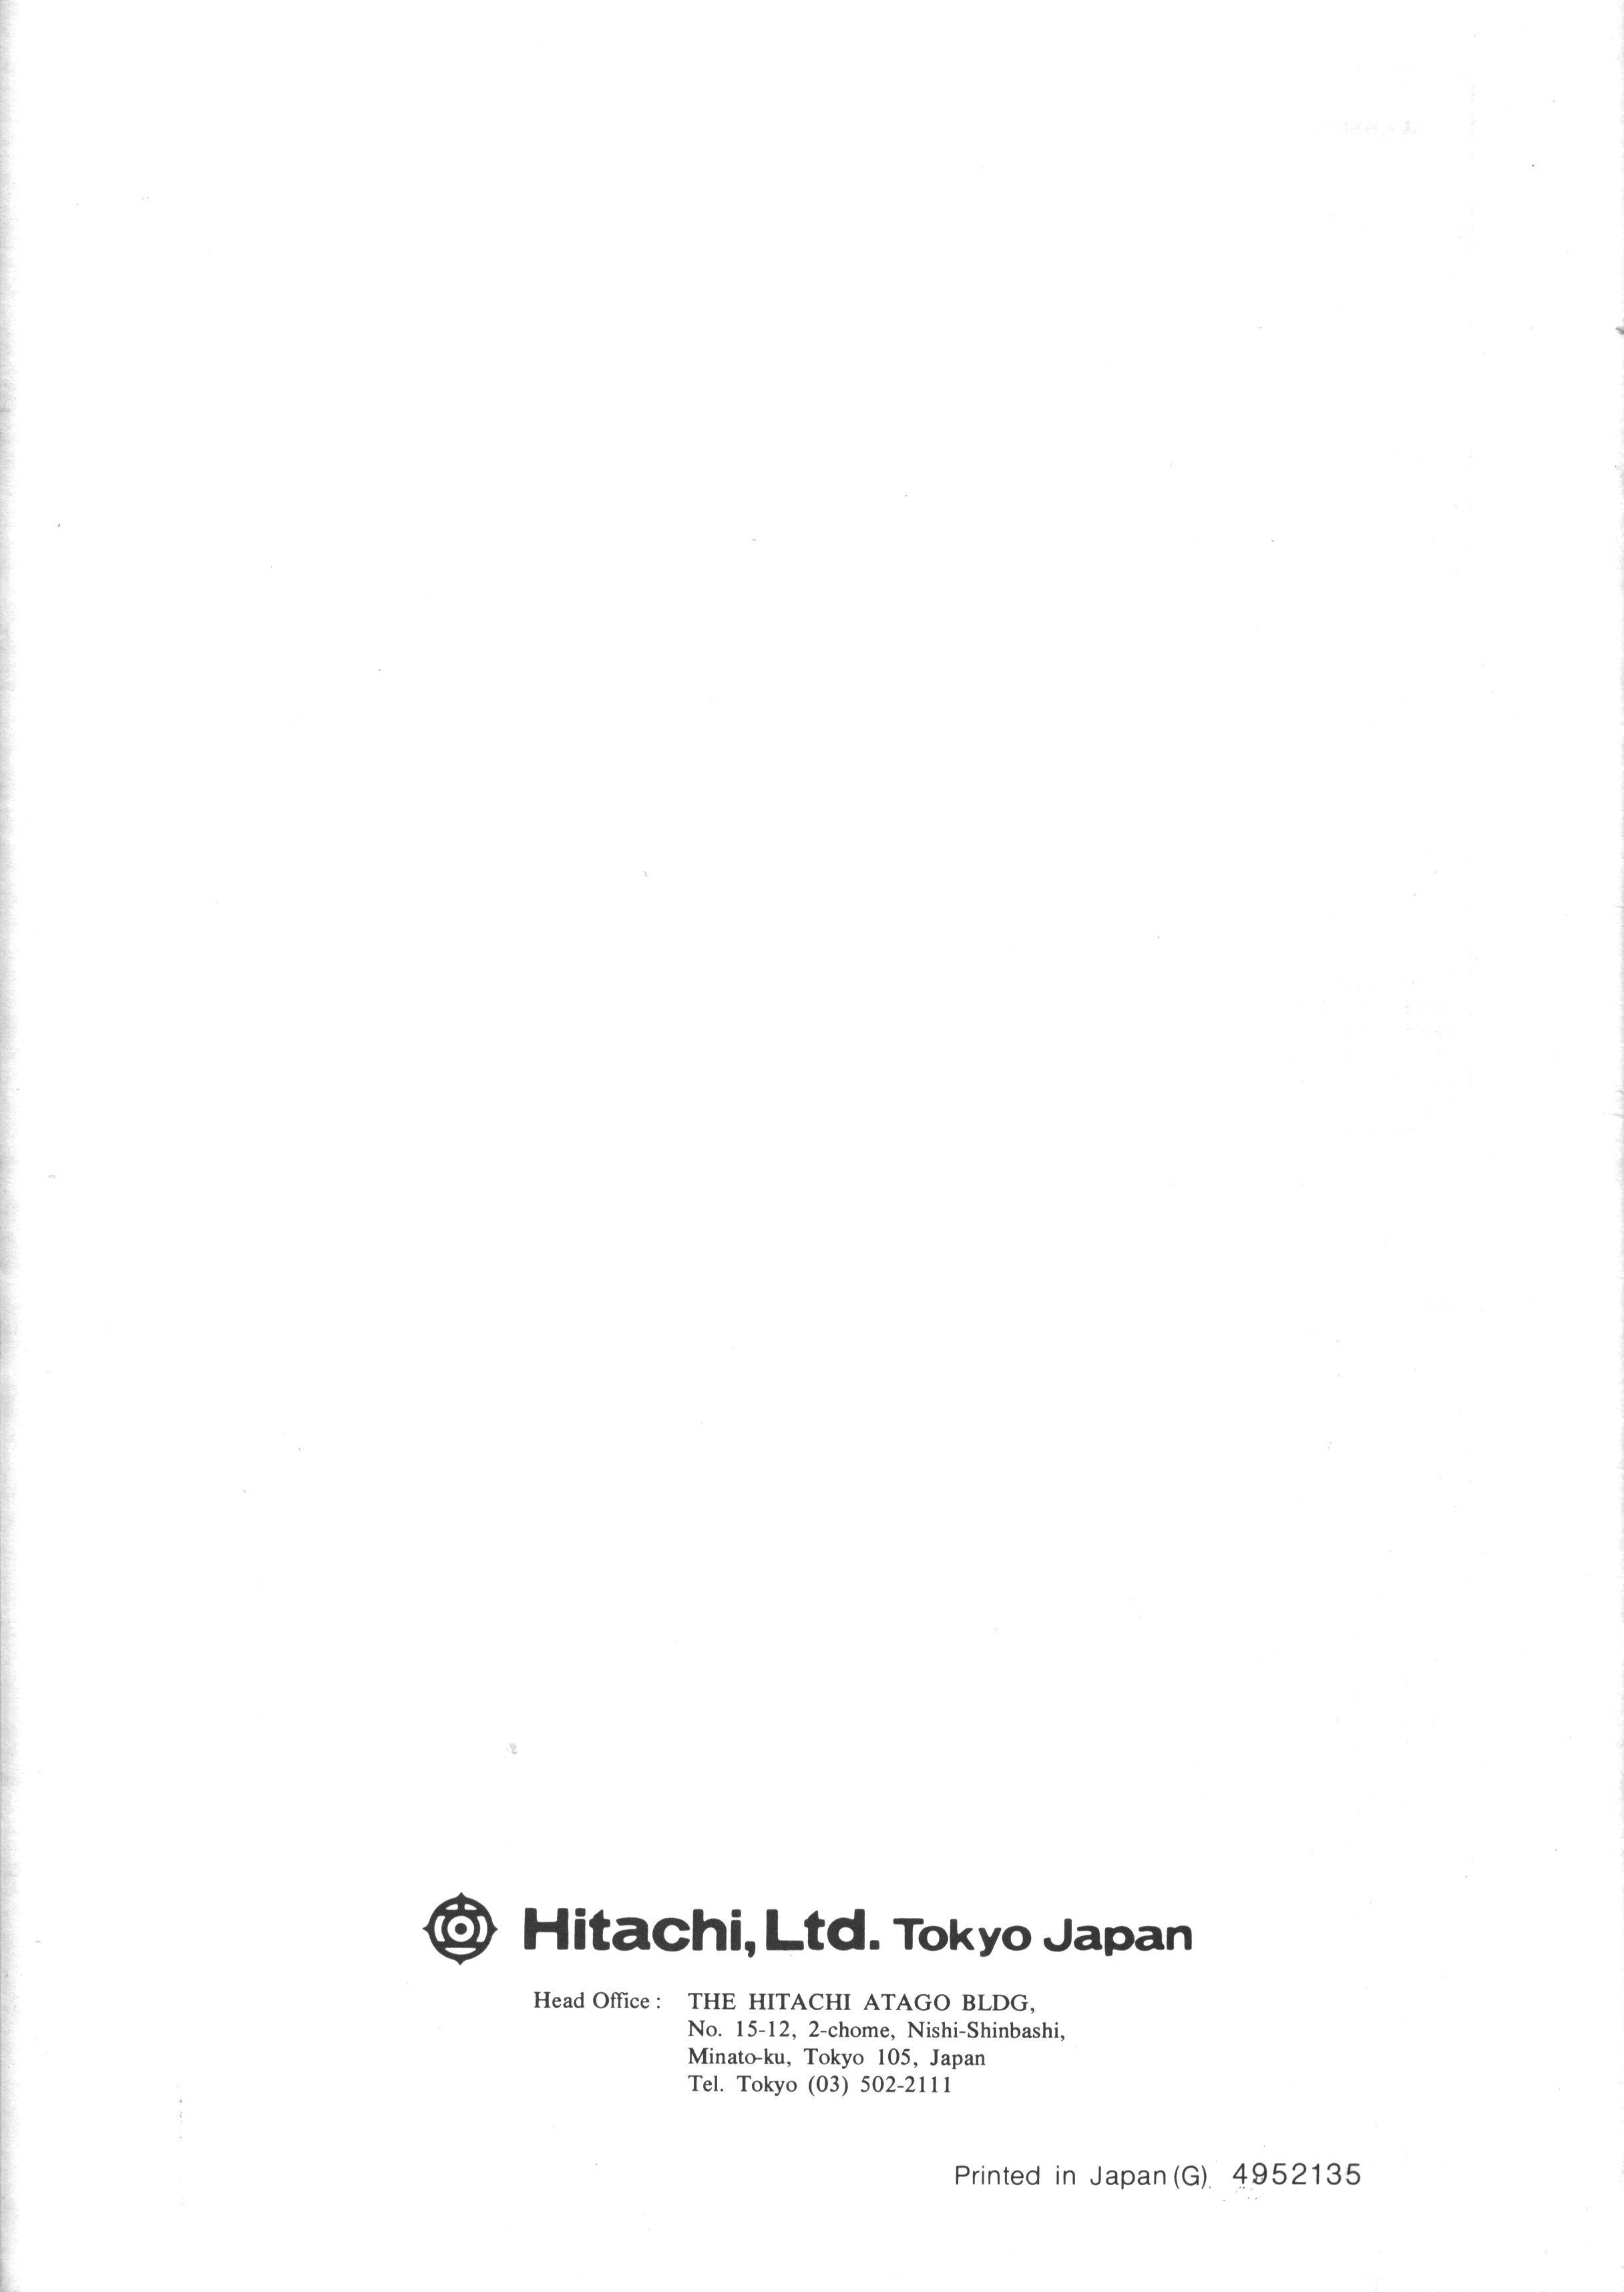 Hitachi, Ltd. Tokyo Japan
Head Office : THE HITACHI ATAGO BLDG,
No. 15-12, 2-chome, Nishi-Shinbashi,
Minato-ku, Tokyo 105, Japan
Tel. Tokyo (03) 502-2111
Printed in Japan (G) 4952135